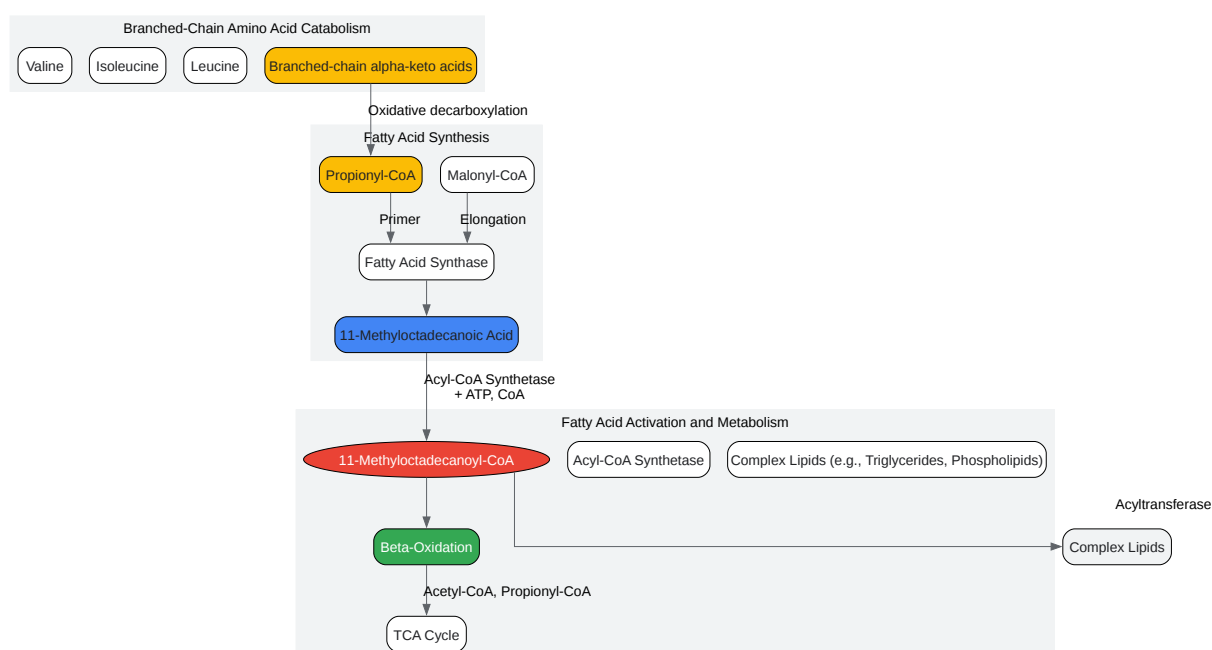 Branched-Chain Amino Acid Catabolism
Valine
Isoleucine
Leucine
Branched-chain alpha-keto acids
Oxidative decarboxylation
Fatty Acid Synthesis
Propionyl-CoA
Malonyl-CoA
Primer
Elongation
Fatty Acid Synthase
11-Methyloctadecanoic Acid
Acyl-CoA Synthetase
+ ATP, CoA
Fatty Acid Activation and Metabolism
11-Methyloctadecanoyl-CoA
Acyl-CoA Synthetase
Complex Lipids (e.g., Triglycerides, Phospholipids)
Acyltransferase
Beta-Oxidation
Complex Lipids
Acetyl-CoA, Propionyl-CoA
TCA Cycle